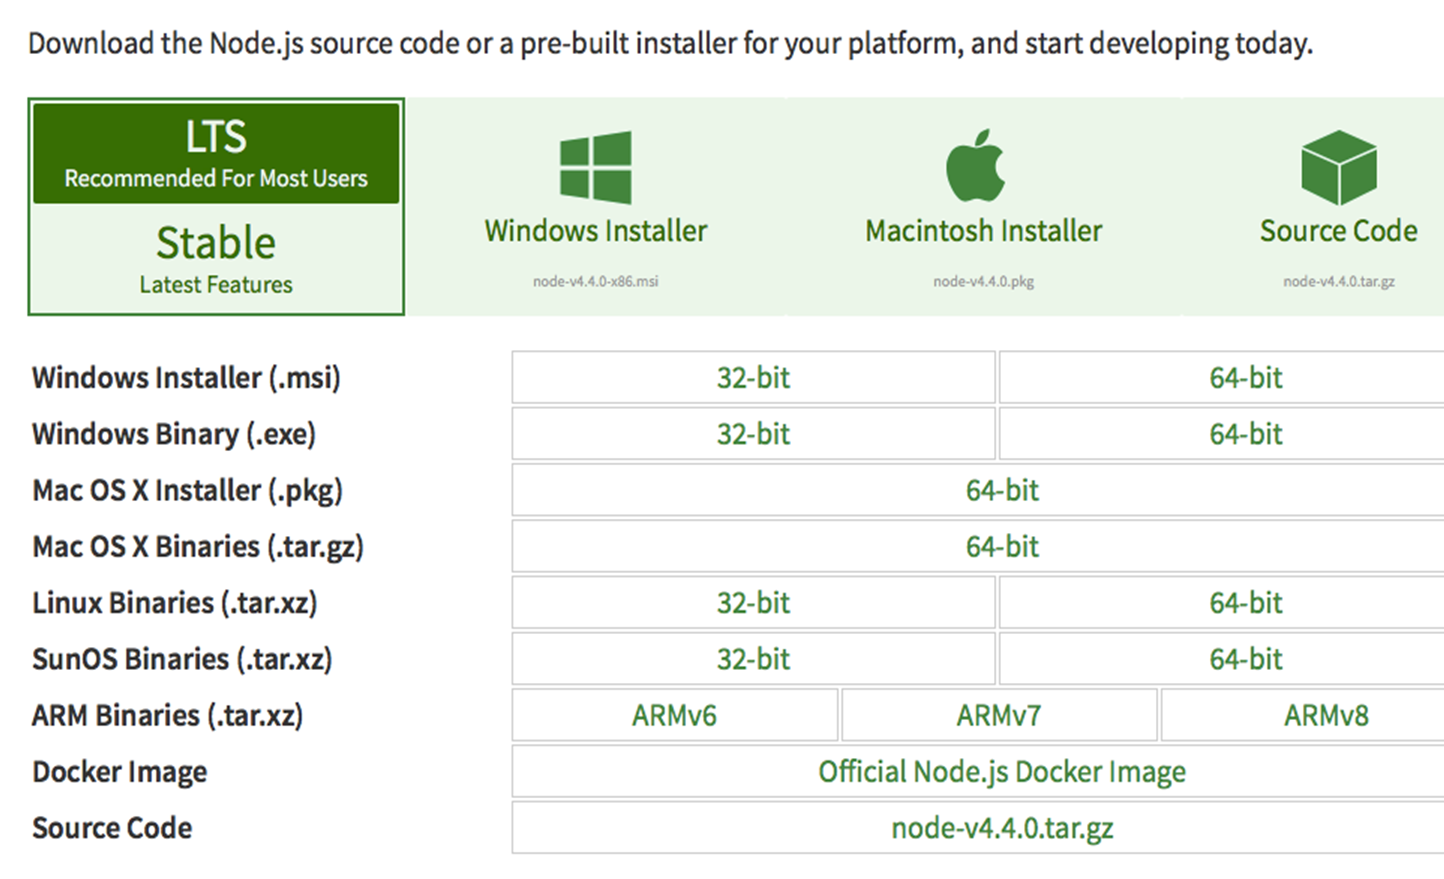 Download the Node.js source code or a pre-built installer for your platform, and start developing today.
LTS
Recommended For Most Users
Stable
Latest Features
Windows Installer
node-v4.4.0-x86.msi
Macintosh Installer
node-v4.4.0.pkg
Source Code
node-v4.4.0.tar.gz
Windows Installer (.msi) 32-bit 64-bit
Windows Binary (.exe) 32-bit 64-bit
Mac OS X Installer (.pkg) 64-bit
Mac OS X Binaries (.tar.gz) 64-bit
Linux Binaries (.tar.xz) 32-bit 64-bit
SunOS Binaries (.tar.xz) 32-bit 64-bit
ARM Binaries (.tar.xz) ARMv6 ARMv7 ARMv8
Docker Image Official Node.js Docker Image
Source Code node-v4.4.0.tar.gz